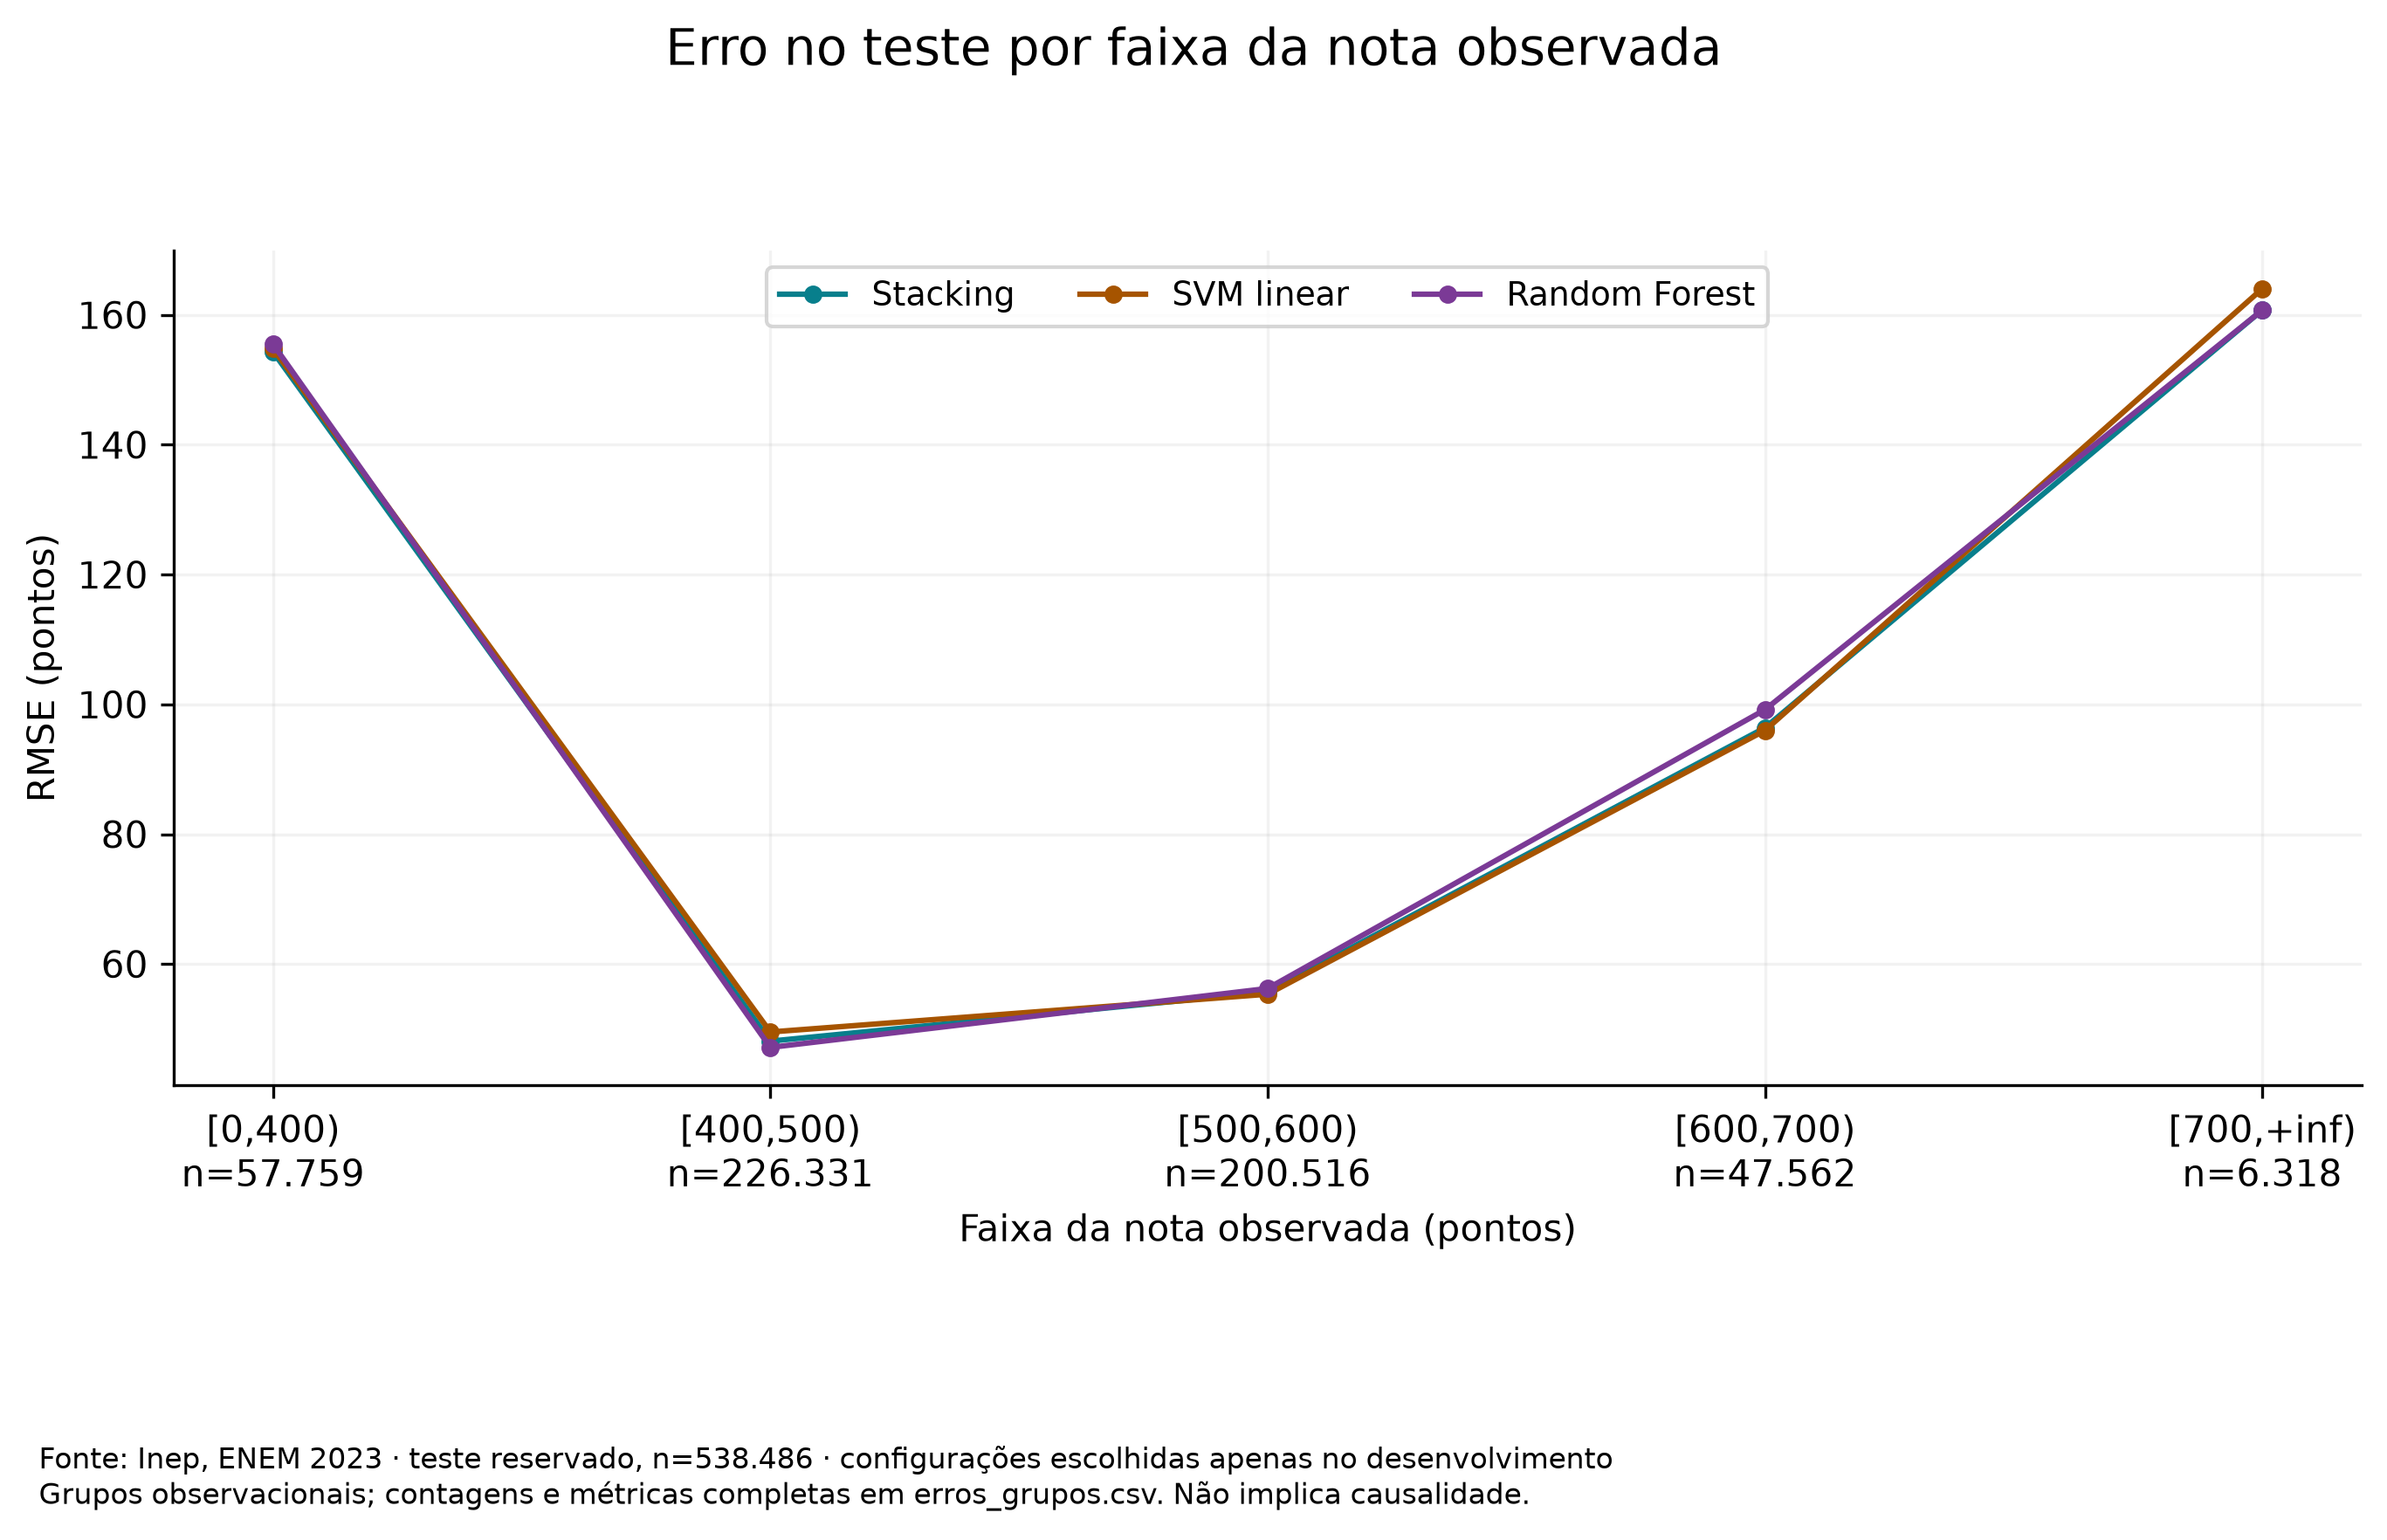 Erro no teste por faixa da nota observada
Stacking
SVM linear
Random Forest
RMSE (pontos)
160
140
120
100
80
60
[0,400)
n=57.759
[400,500)
n=226.331
[500,600)
n=200.516
[600,700)
n=47.562
[700,+inf)
n=6.318
Faixa da nota observada (pontos)
Fonte: Inep, ENEM 2023 · teste reservado, n=538.486 · configurações escolhidas apenas no desenvolvimento
Grupos observacionais; contagens e métricas completas em erros_grupos.csv. Não implica causalidade.